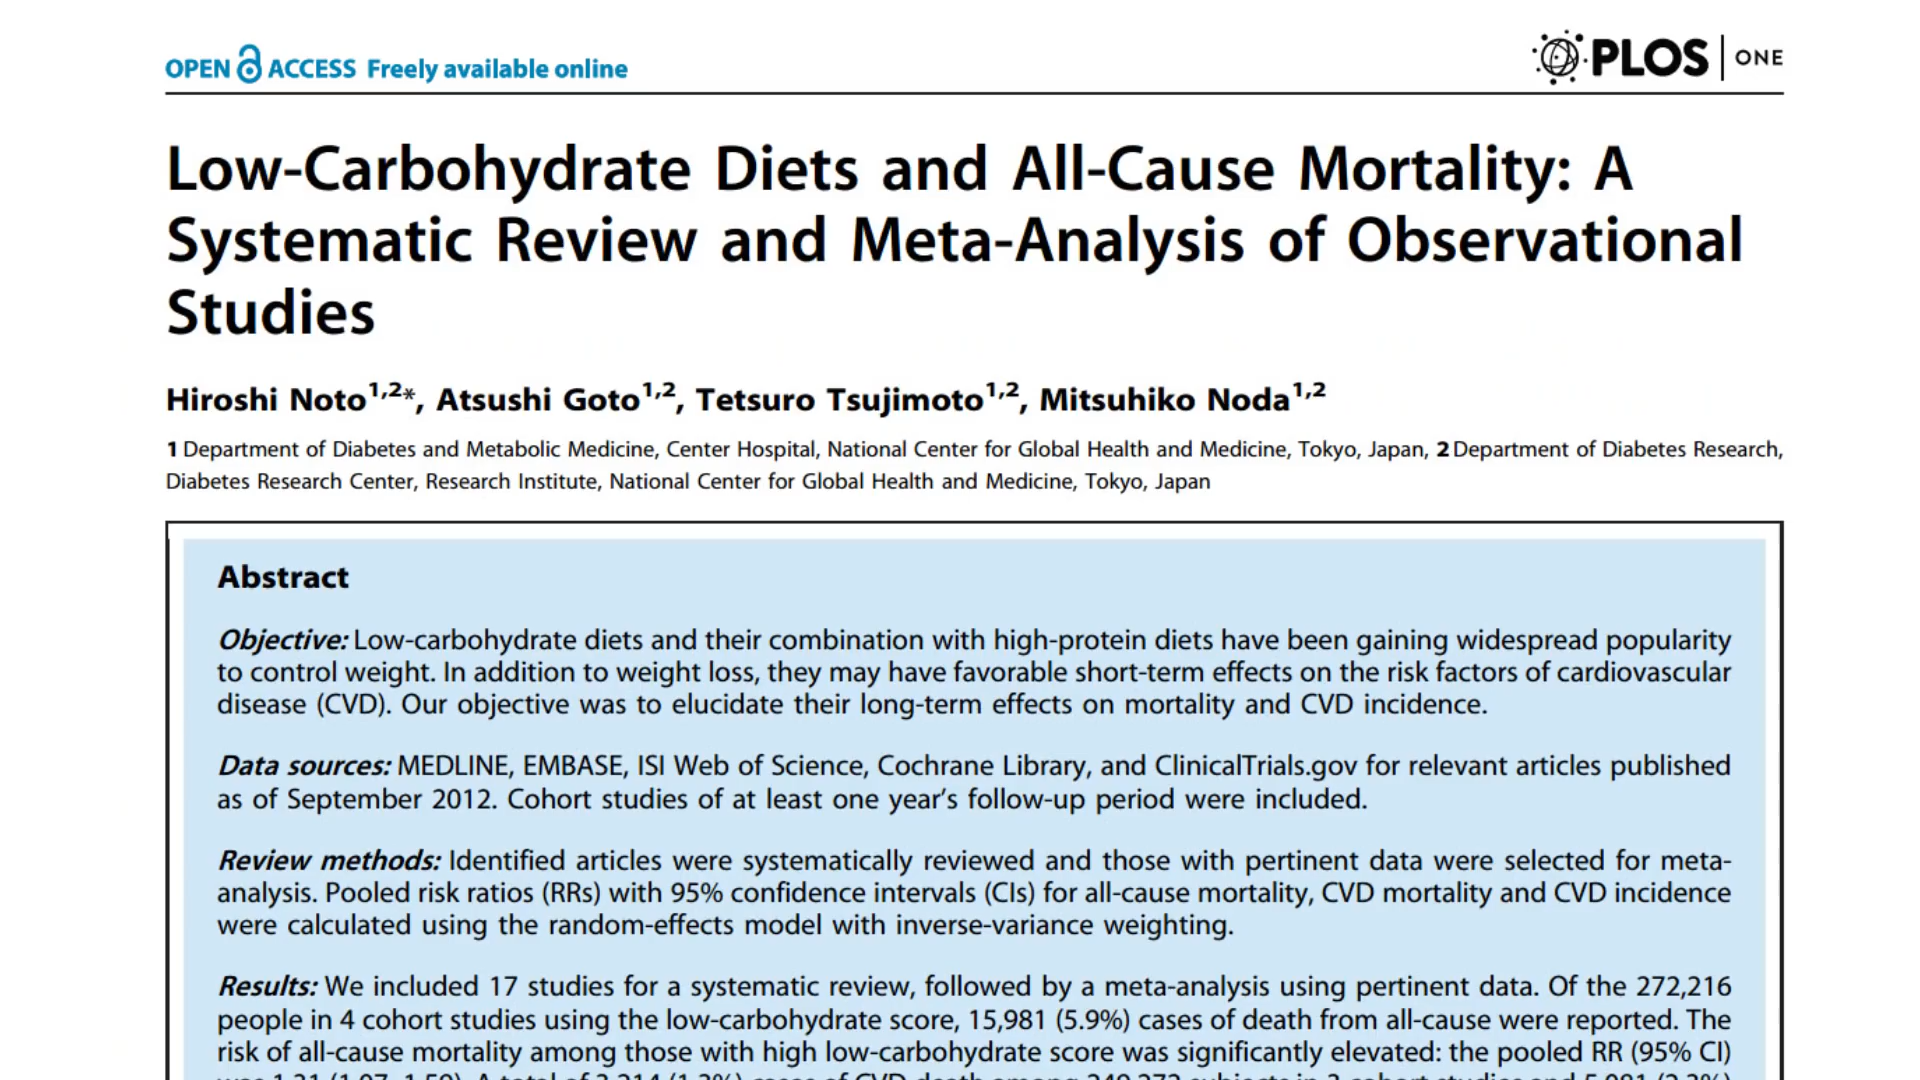 OPEN ACCESS Freely available online
PLOS ONE
Low-Carbohydrate Diets and All-Cause Mortality: A
Systematic Review and Meta-Analysis of Observational
Studies
Hiroshi Noto1,2*, Atsushi Goto1,2, Tetsuro Tsujimoto1,2, Mitsuhiko Noda1,2
1 Department of Diabetes and Metabolic Medicine, Center Hospital, National Center for Global Health and Medicine, Tokyo, Japan, 2 Department of Diabetes Research,
Diabetes Research Center, Research Institute, National Center for Global Health and Medicine, Tokyo, Japan
Abstract
Objective: Low-carbohydrate diets and their combination with high-protein diets have been gaining widespread popularity
to control weight. In addition to weight loss, they may have favorable short-term effects on the risk factors of cardiovascular
disease (CVD). Our objective was to elucidate their long-term effects on mortality and CVD incidence.
Data sources: MEDLINE, EMBASE, ISI Web of Science, Cochrane Library, and ClinicalTrials.gov for relevant articles published
as of September 2012. Cohort studies of at least one year's follow-up period were included.
Review methods: Identified articles were systematically reviewed and those with pertinent data were selected for meta-
analysis. Pooled risk ratios (RRs) with 95% confidence intervals (CIs) for all-cause mortality, CVD mortality and CVD incidence
were calculated using the random-effects model with inverse-variance weighting.
Results: We included 17 studies for a systematic review, followed by a meta-analysis using pertinent data. Of the 272,216
people in 4 cohort studies using the low-carbohydrate score, 15,981 (5.9%) cases of death from all-cause were reported. The
risk of all-cause mortality among those with high low-carbohydrate score was significantly elevated: the pooled RR (95% CI)